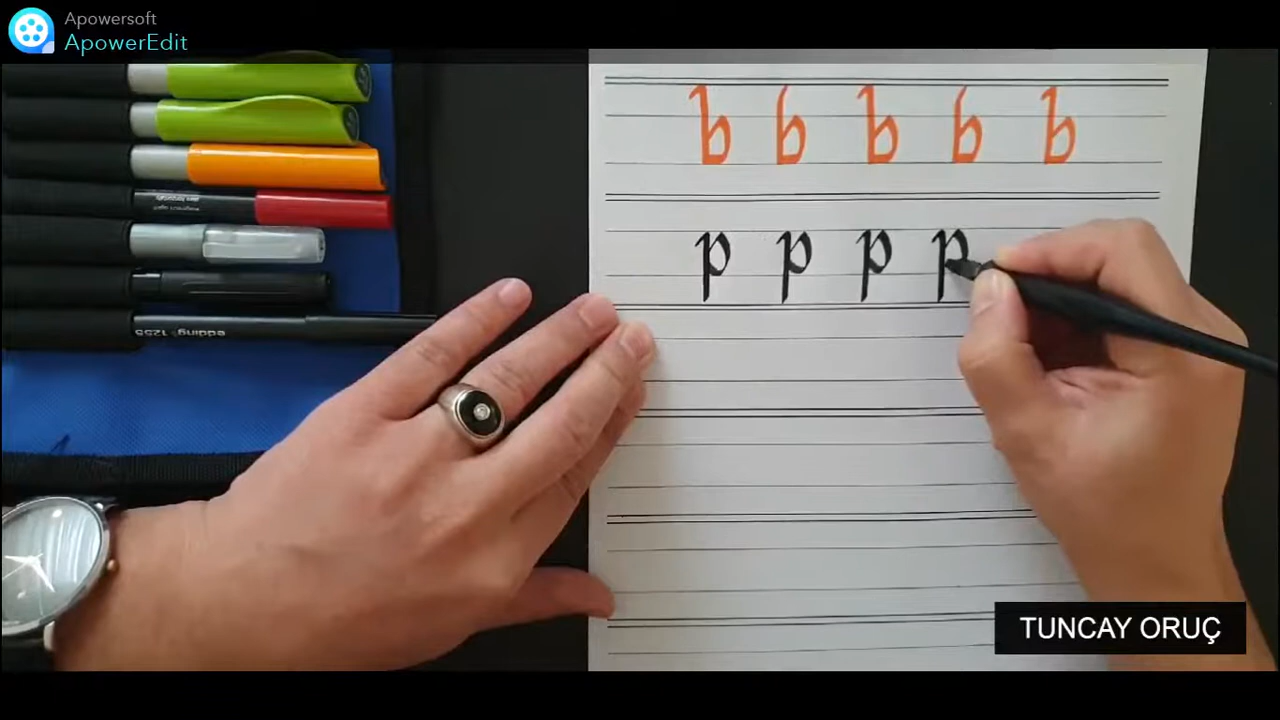 Apowersoft
ApowerEdit
b b b b b
p p p p
edding 1255
TUNCAY ORUÇ